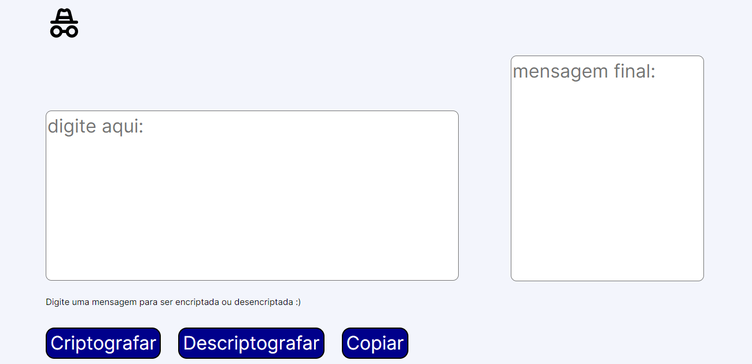 digite aqui:
mensagem final:
Digite uma mensagem para ser encriptada ou desencriptada :)
Criptografar
Descriptografar
Copiar